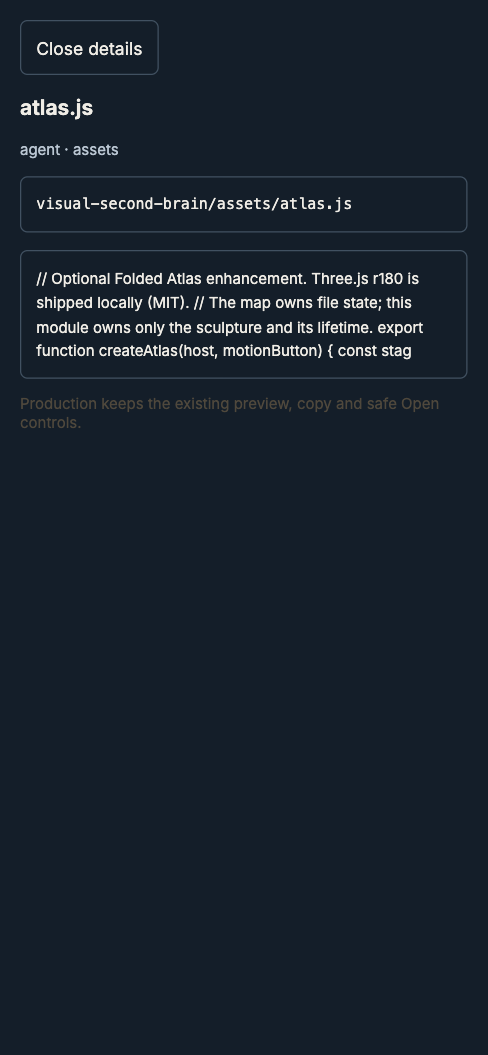 Close details
atlas.js
agent · assets
visual-second-brain/assets/atlas.js
// Optional Folded Atlas enhancement. Three.js r180 is
shipped locally (MIT). // The map owns file state; this
module owns only the sculpture and its lifetime. export
function createAtlas(host, motionButton) { const stag
Production keeps the existing preview, copy and safe Open
controls.